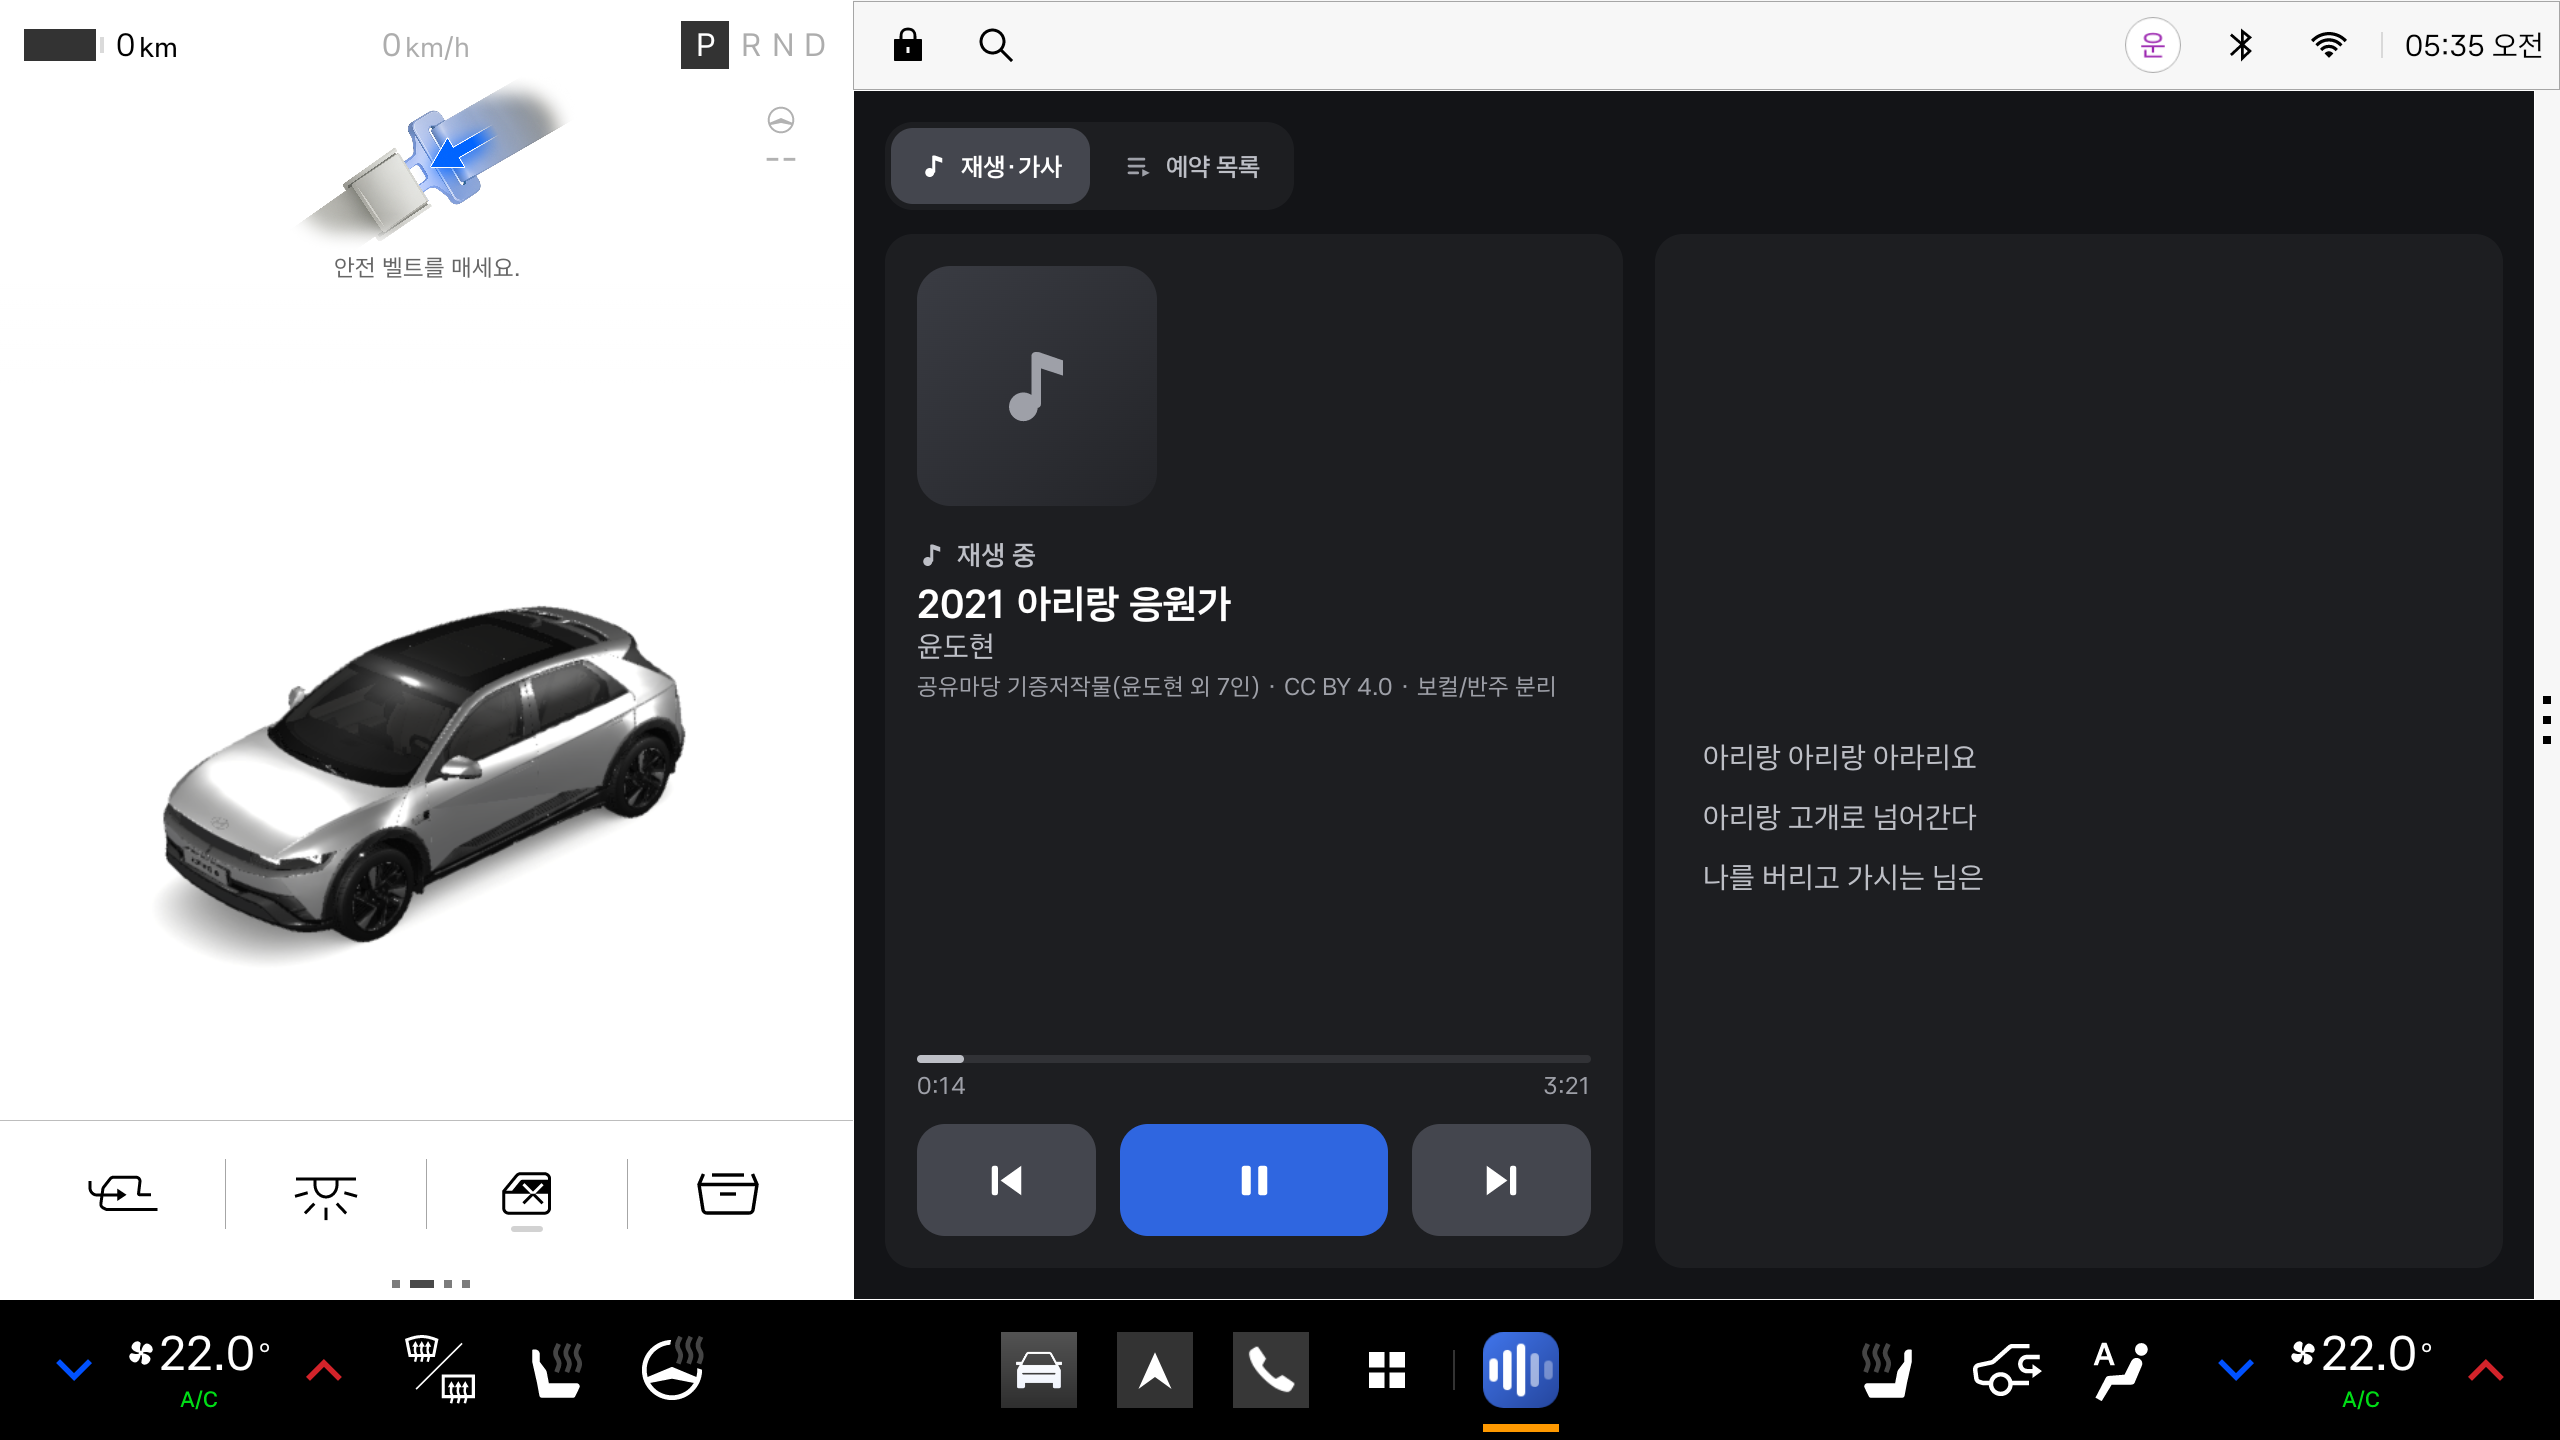 0 km
0 km/h
P R N D
안전 벨트를 매세요.
운
05:35 오전
재생·가사
예약 목록
재생 중
2021 아리랑 응원가
윤도현
공유마당 기증저작물(윤도현 외 7인) · CC BY 4.0 · 보컬/반주 분리
0:14
3:21
아리랑 아리랑 아라리요
아리랑 고개로 넘어간다
나를 버리고 가시는 님은
22.0°
A/C
A
22.0°
A/C